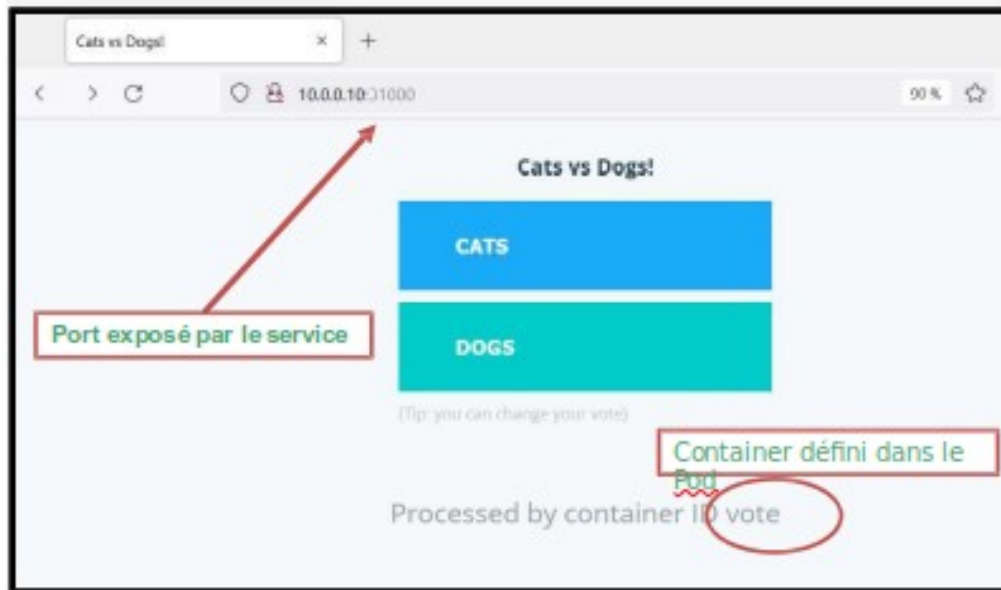 Cats vs Dogs!
10.0.0.10:31000
90 %
Cats vs Dogs!
CATS
Port exposé par le service
DOGS
(Tip: you can change your vote)
Container défini dans le
Pod
Processed by container ID vote